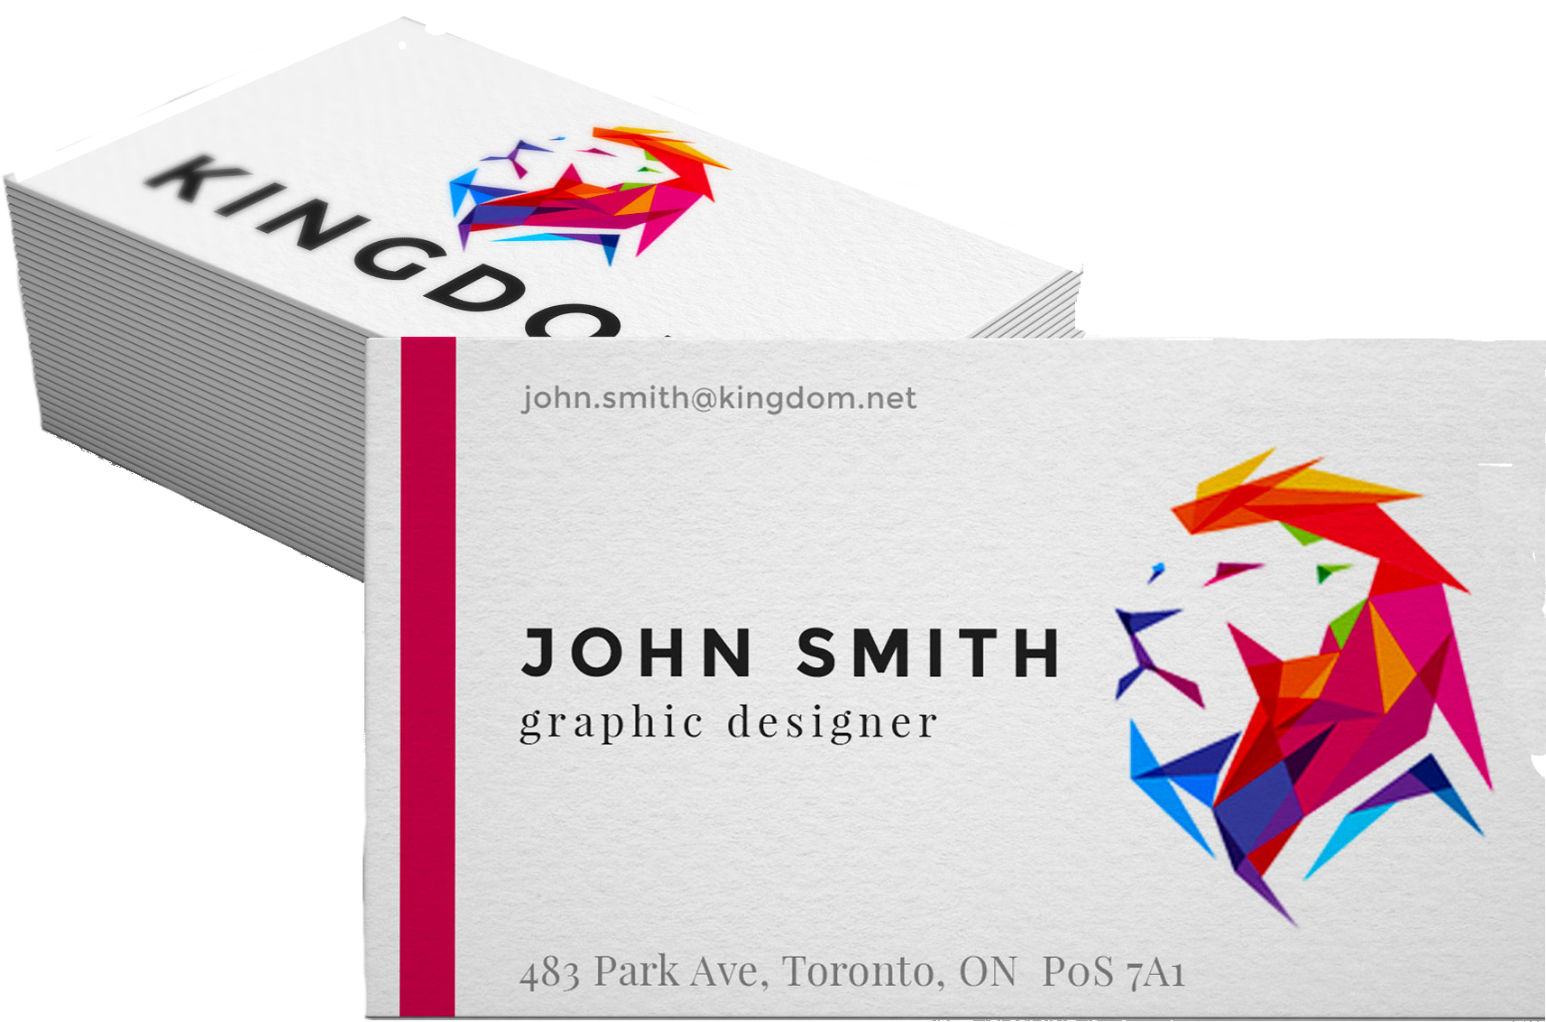 KINGDO
john.smith@kingdom.net
JOHN SMITH
graphic designer
483 Park Ave, Toronto, ON PoS 7A1